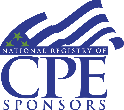 NATIONAL REGISTRY OF
CPE
SPONSORS